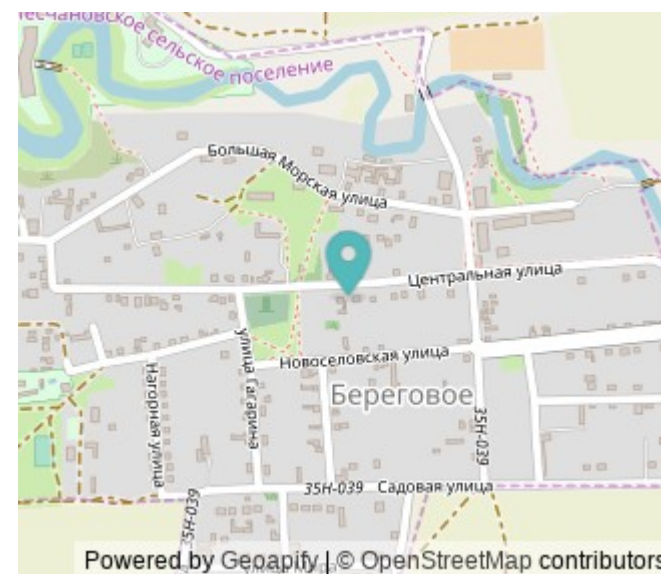 есчановское сельское поселение
Большая Морская улица
Центральная улица
Новоселовская улица
улица Гагарина
Нагорная улица
Береговое
35Н-039
35Н-039 Садовая улица
35Н-039
Powered by Geoapify | © OpenStreetMap contributors